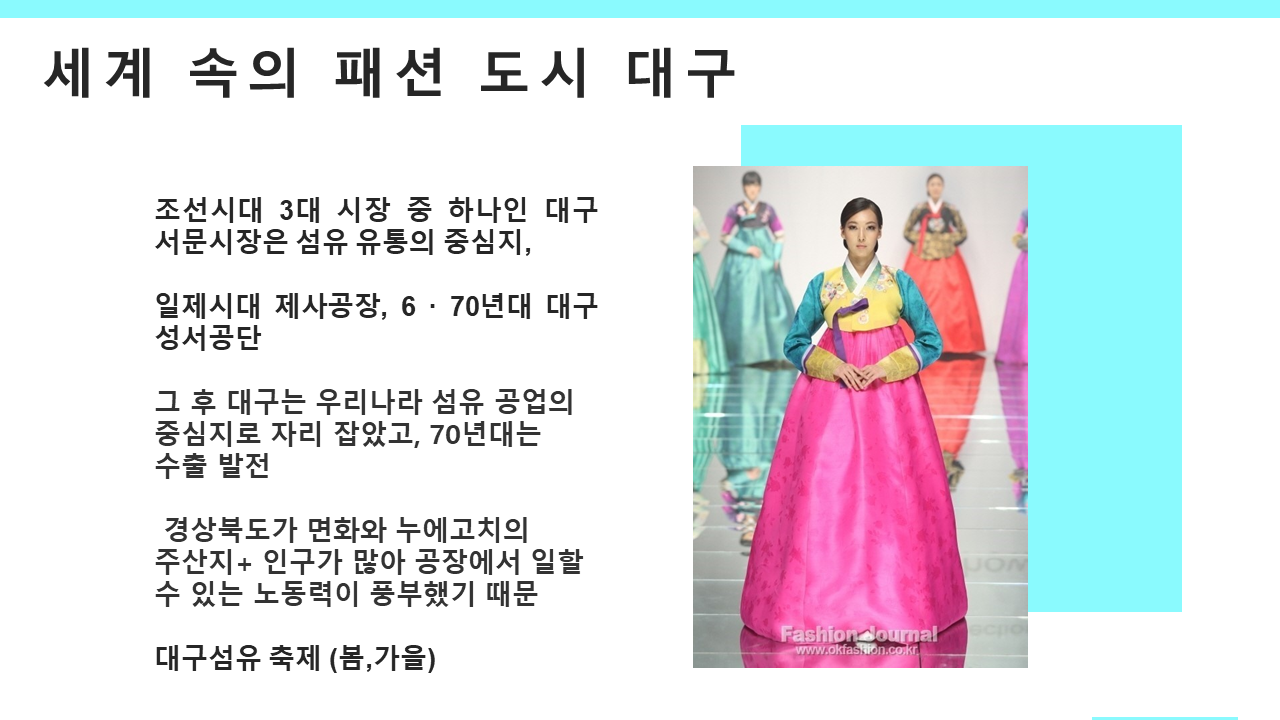 세계 속의 패션 도시 대구
조선시대 3대 시장 중 하나인 대구
서문시장은 섬유 유통의 중심지,
일제시대 제사공장, 6 · 70년대 대구
성서공단
그 후 대구는 우리나라 섬유 공업의
중심지로 자리 잡았고, 70년대는
수출 발전
경상북도가 면화와 누에고치의
주산지+ 인구가 많아 공장에서 일할
수 있는 노동력이 풍부했기 때문
대구섬유 축제 (봄,가을)
Fashion Journal
www.okfashion.co.kr